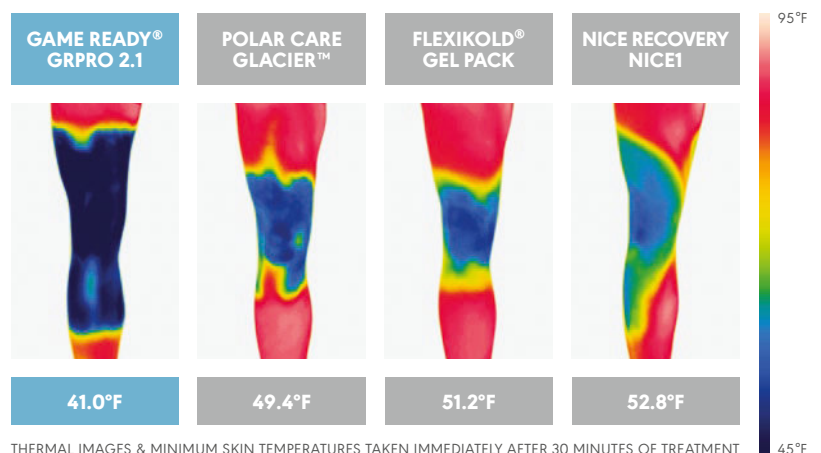 GAME READY®
GRPRO 2.1
POLAR CARE
GLACIER™
FLEXIKOLD®
GEL PACK
NICE RECOVERY
NICE1
95°F
41.0°F
49.4°F
51.2°F
52.8°F
45°F
THERMAL IMAGES & MINIMUM SKIN TEMPERATURES TAKEN IMMEDIATELY AFTER 30 MINUTES OF TREATMENT